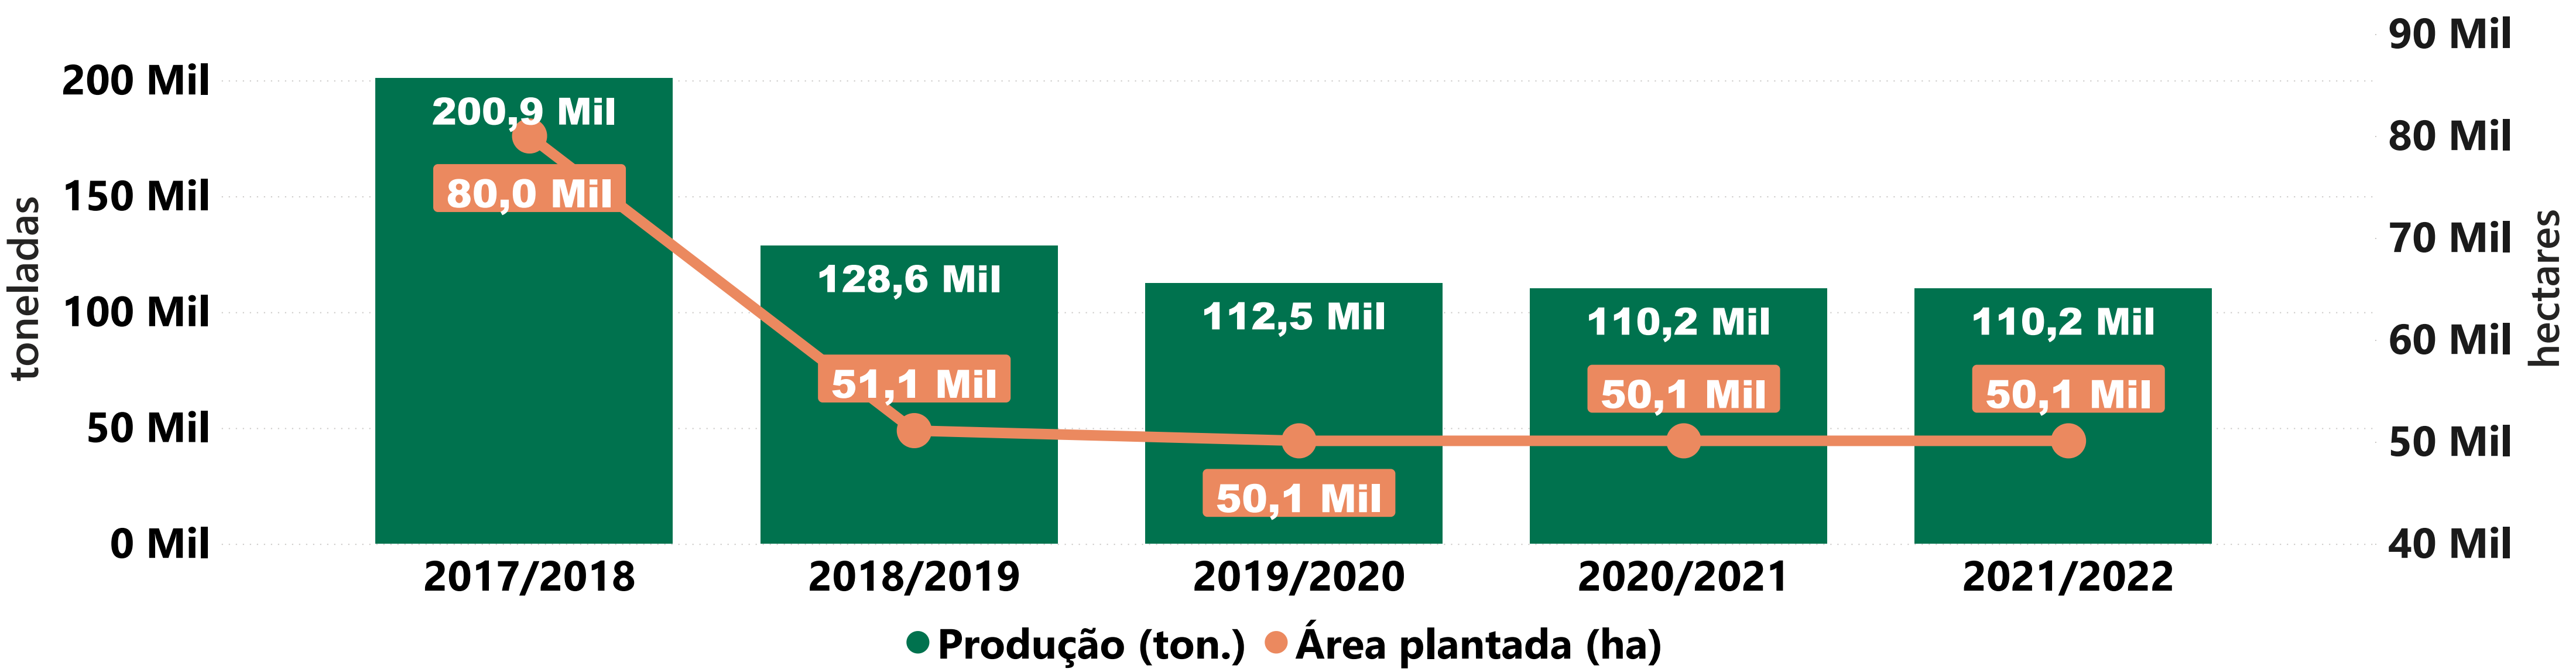 toneladas
200 Mil
150 Mil
100 Mil
50 Mil
0 Mil
90 Mil
80 Mil
70 Mil
60 Mil
50 Mil
40 Mil
hectares
200,9 Mil
80,0 Mil
128,6 Mil
51,1 Mil
112,5 Mil
50,1 Mil
110,2 Mil
50,1 Mil
110,2 Mil
50,1 Mil
2017/2018 2018/2019 2019/2020 2020/2021 2021/2022
Produção (ton.) Área plantada (ha)